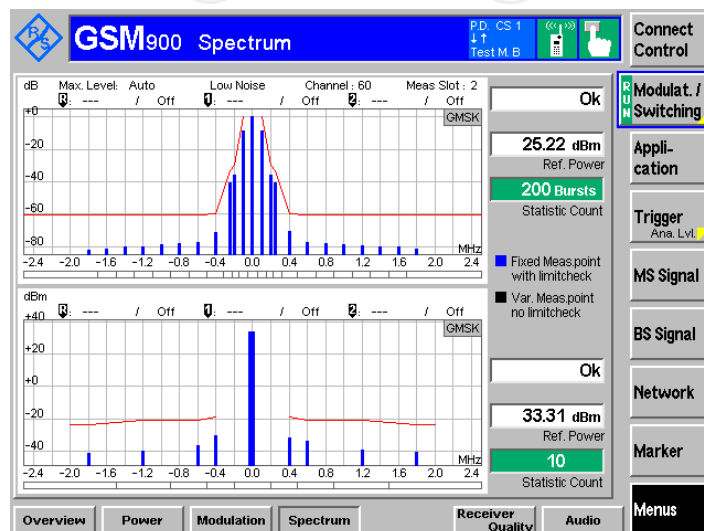 R&S
GSM900 Spectrum
P.D. CS 1
Test M. B
Connect Control
dB Max. Level: Auto Low Noise Channel : 60 Meas Slot : 2
R: --- / Off 1: --- / Off 2: --- / Off
GMSK
+0
-20
-40
-60
-80
MHz
-2.4 -2.0 -1.6 -1.2 -0.8 -0.4 0.0 0.4 0.8 1.2 1.6 2.0 2.4
Ok
25.22 dBm
Ref. Power
200 Bursts
Statistic Count
Fixed Meas.point
with limitcheck
Var. Meas.point
no limitcheck
dBm
R: --- / Off 1: --- / Off 2: --- / Off
GMSK
+40
+20
+0
-20
-40
MHz
-2.4 -2.0 -1.6 -1.2 -0.8 -0.4 0.0 0.4 0.8 1.2 1.6 2.0 2.4
Ok
33.31 dBm
Ref. Power
10
Statistic Count
RUN
Modulat. /
Switching
Appli-
cation
Trigger
Ana. Lvl.
MS Signal
BS Signal
Network
Marker
Menus
Overview
Power
Modulation
Spectrum
Receiver
Quality
Audio